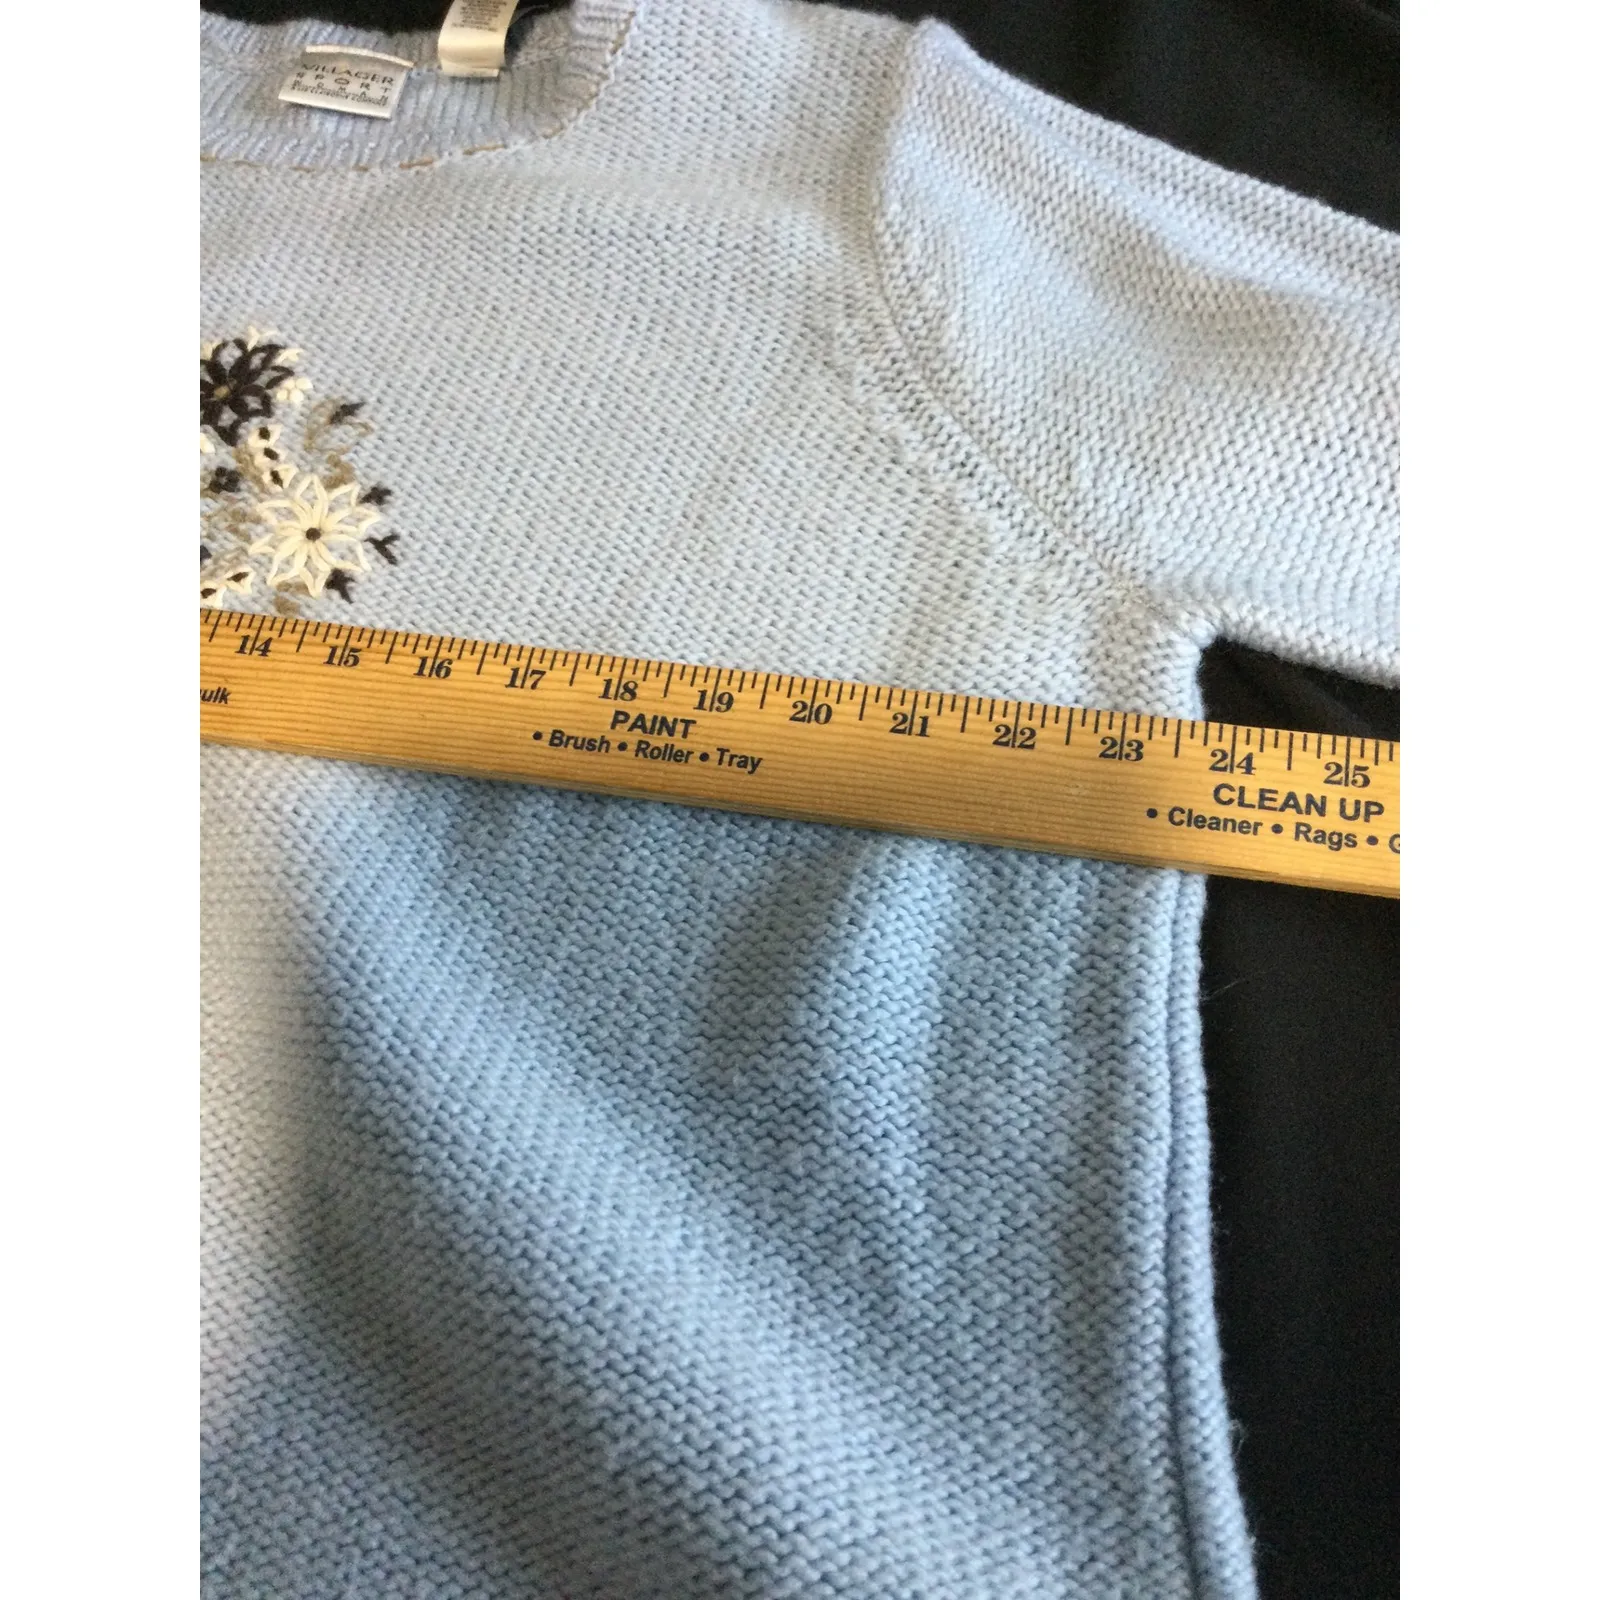 VILLAGER
SPORT
WOMAN
14 15 16 17 18 19 20 21 22 23 24 25
ulk
PAINT
• Brush • Roller • Tray
CLEAN UP
• Cleaner • Rags •